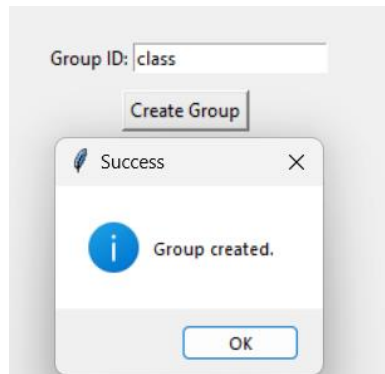 Group ID: class
Create Group
Success
Group created.
OK